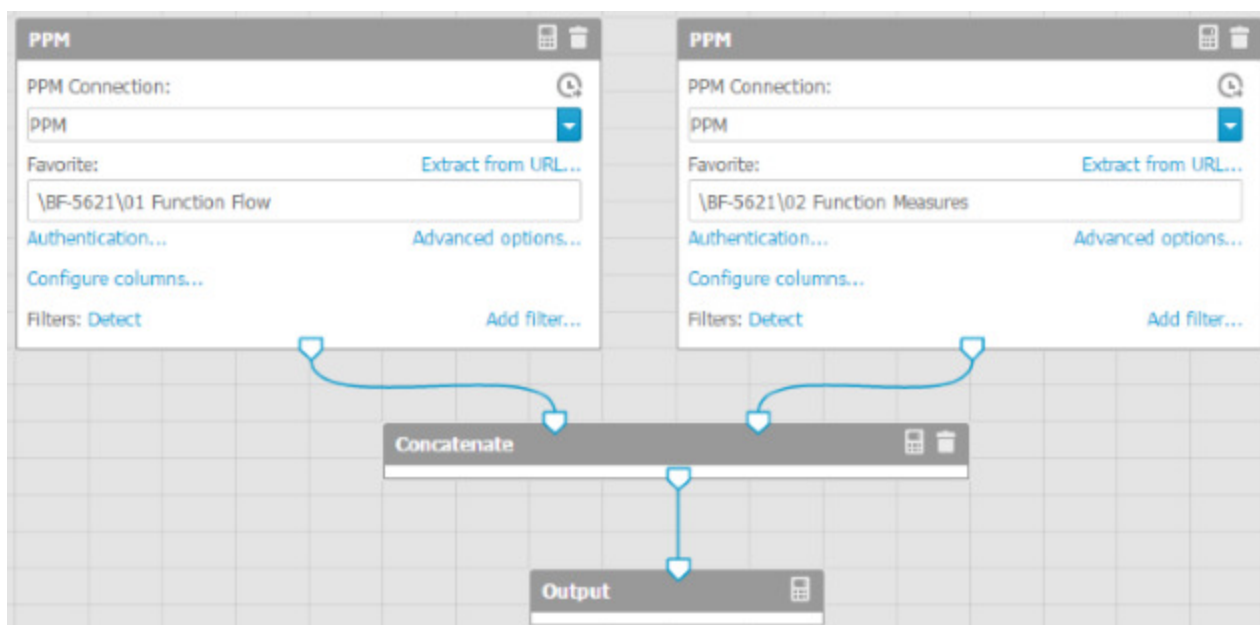 PPM
PPM Connection:
PPM
Favorite: Extract from URL...
\BF-5621\01 Function Flow
Authentication... Advanced options...
Configure columns...
Filters: Detect Add filter...
PPM
PPM Connection:
PPM
Favorite: Extract from URL...
\BF-5621\02 Function Measures
Authentication... Advanced options...
Configure columns...
Filters: Detect Add filter...
Concatenate
Output